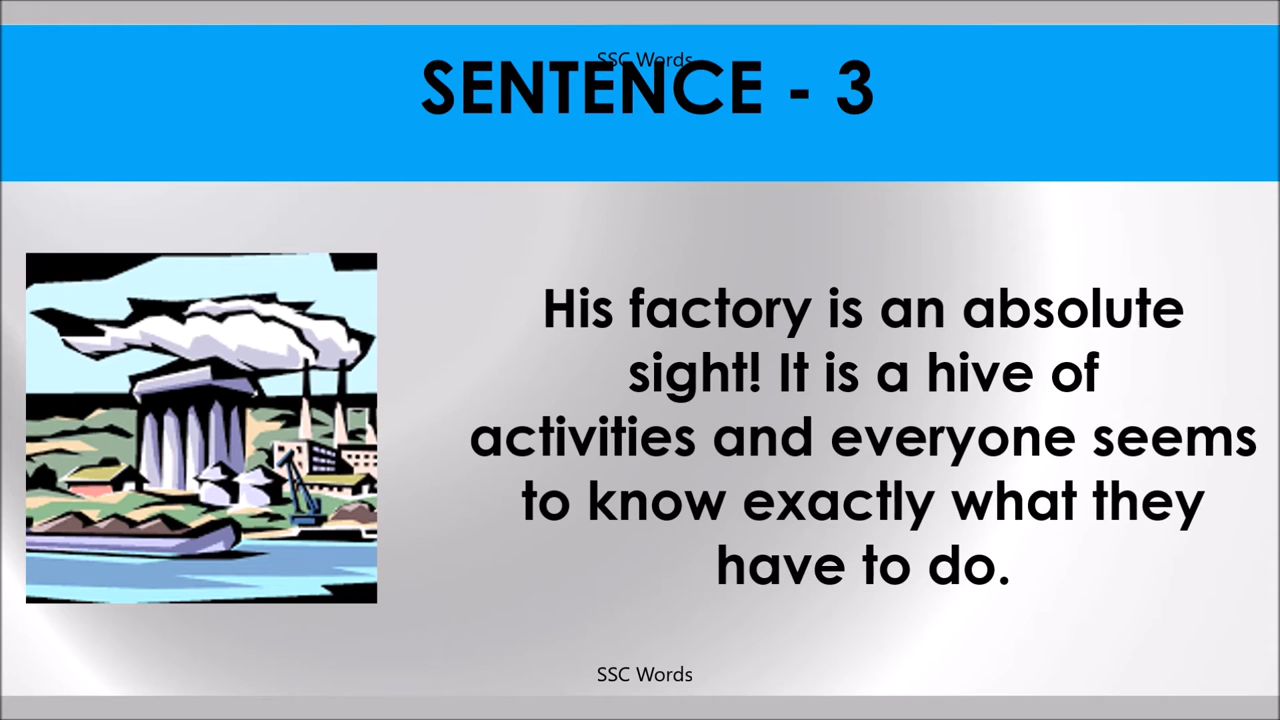 SSC Words
SENTENCE - 3
His factory is an absolute
sight! It is a hive of
activities and everyone seems
to know exactly what they
have to do.
SSC Words